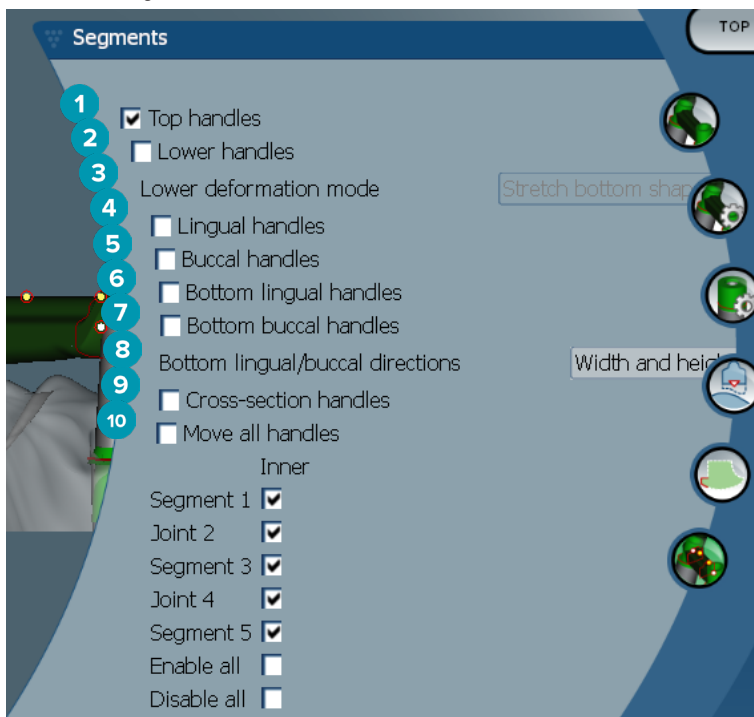 TOP
Segments
1 Top handles
2 Lower handles
3 Lower deformation mode Stretch bottom shap
4 Lingual handles
5 Buccal handles
6 Bottom lingual handles
7 Bottom buccal handles
8 Bottom lingual/buccal directions Width and heig
9 Cross-section handles
10 Move all handles
Inner
Segment 1
Joint 2
Segment 3
Joint 4
Segment 5
Enable all
Disable all